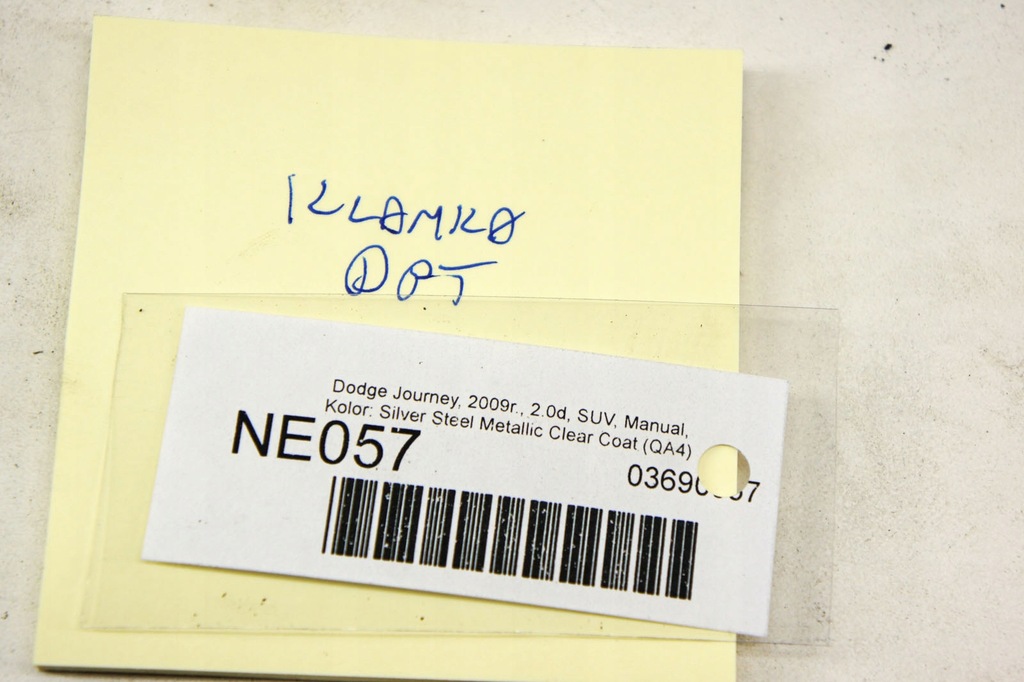 KLAMKA
Dodge Journey, 2009r., 2.0d, SUV, Manual,
Kolor: Silver Steel Metallic Clear Coat (QA4)
NE057